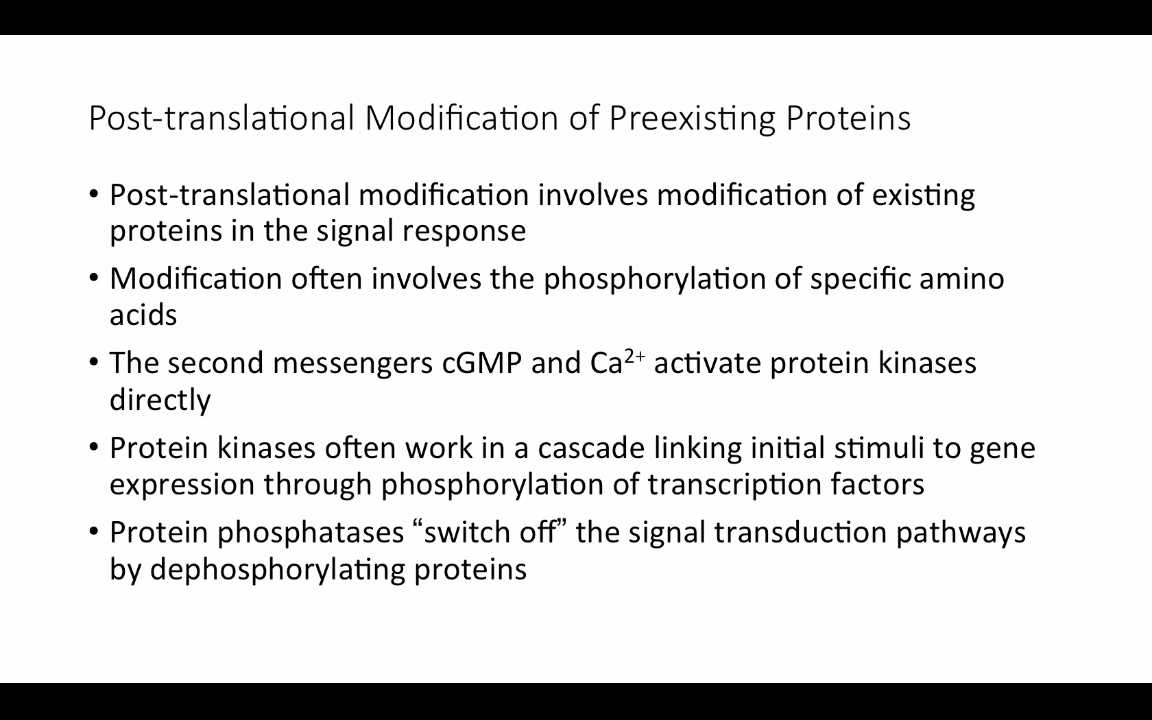 Post-translational Modification of Preexisting Proteins
• Post-translational modification involves modification of existing
proteins in the signal response
• Modification often involves the phosphorylation of specific amino
acids
• The second messengers cGMP and Ca²⁺ activate protein kinases
directly
• Protein kinases often work in a cascade linking initial stimuli to gene
expression through phosphorylation of transcription factors
• Protein phosphatases “switch off” the signal transduction pathways
by dephosphorylating proteins